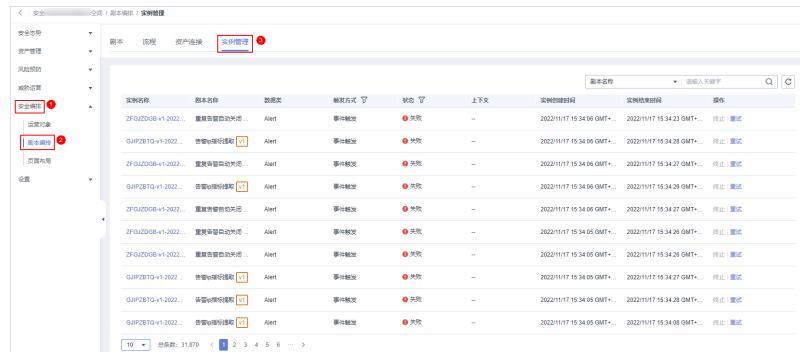 安全 空间 / 剧本编排 / 实例管理
安全态势
资产管理
风险预防
威胁运营
安全编排 1
运营对象
剧本编排 2
页面布局
设置
剧本 流程 资产连接 实例管理 3
剧本名称 请输入关键字
实例名称 剧本名称 数据类 触发方式 状态 上下文 实例创建时间 实例结束时间 操作
ZFGJZDGB-v1-2022... 重复告警自动关闭... Alert 事件触发 失败 -- 2022/11/17 15:34:06 GMT+... 2022/11/17 15:34:23 GMT+... 终止 重试
GJIPZBTQ-v1-2022... 告警ip指标提取 v1 Alert 事件触发 失败 -- 2022/11/17 15:34:06 GMT+... 2022/11/17 15:34:28 GMT+... 终止 重试
ZFGJZDGB-v1-2022... 重复告警自动关闭... Alert 事件触发 失败 -- 2022/11/17 15:34:06 GMT+... 2022/11/17 15:34:27 GMT+... 终止 重试
GJIPZBTQ-v1-2022... 告警ip指标提取 v1 Alert 事件触发 失败 -- 2022/11/17 15:34:06 GMT+... 2022/11/17 15:34:29 GMT+... 终止 重试
ZFGJZDGB-v1-2022... 重复告警自动关闭... Alert 事件触发 失败 -- 2022/11/17 15:34:06 GMT+... 2022/11/17 15:34:27 GMT+... 终止 重试
ZFGJZDGB-v1-2022... 重复告警自动关闭... Alert 事件触发 失败 -- 2022/11/17 15:34:05 GMT+... 2022/11/17 15:34:26 GMT+... 终止 重试
ZFGJZDGB-v1-2022... 重复告警自动关闭... Alert 事件触发 失败 -- 2022/11/17 15:34:05 GMT+... 2022/11/17 15:34:26 GMT+... 终止 重试
GJIPZBTQ-v1-2022... 告警ip指标提取 v1 Alert 事件触发 失败 -- 2022/11/17 15:34:05 GMT+... 2022/11/17 15:34:27 GMT+... 终止 重试
GJIPZBTQ-v1-2022... 告警ip指标提取 v1 Alert 事件触发 失败 -- 2022/11/17 15:34:05 GMT+... 2022/11/17 15:34:28 GMT+... 终止 重试
GJIPZBTQ-v1-2022... 告警ip指标提取 v1 Alert 事件触发 失败 -- 2022/11/17 15:34:05 GMT+... 2022/11/17 15:34:08 GMT+... 终止 重试
10 总条数: 31,870 < 1 2 3 4 5 6 ... >